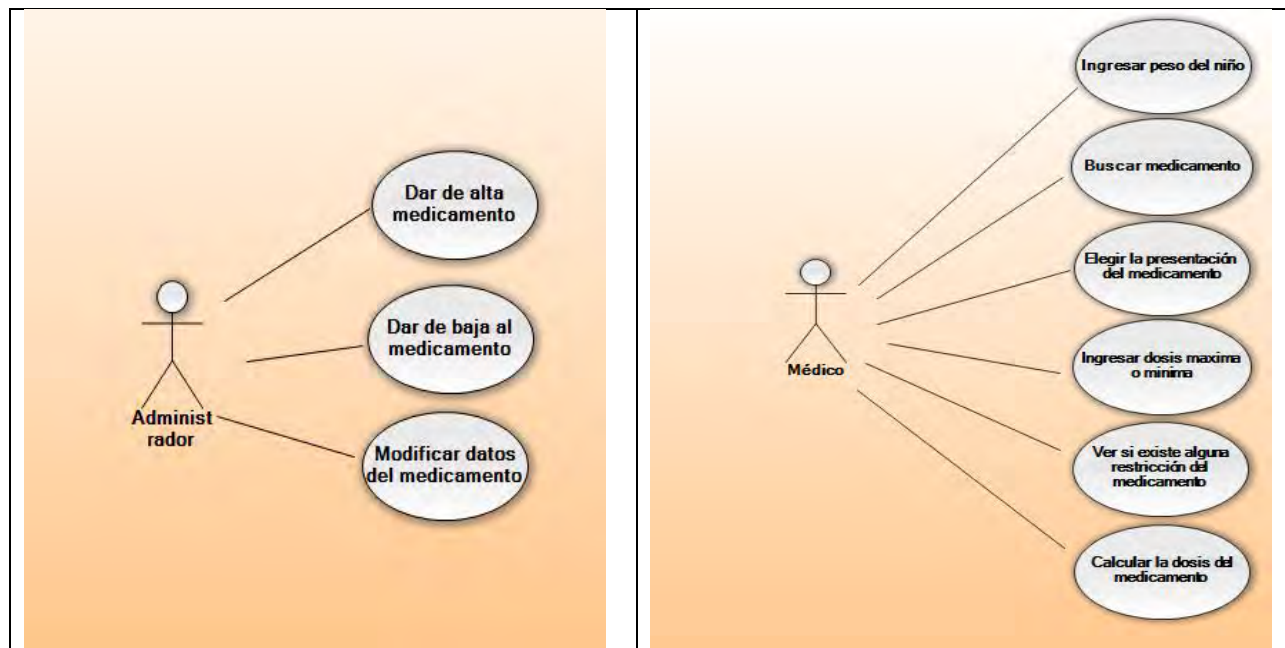 Dar de alta
medicamento
Dar de baja al
medicamento
Administ
rador
Modificar datos
del medicamento
Ingresar peso del niño
Buscar medicamento
Elegir la presentación
del medicamento
Médico
Ingresar dosis maxima
o minima
Ver si existe alguna
restricción del
medicamento
Calcular la dosis del
medicamento